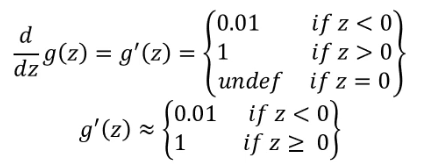 d/dz g(z) = g'(z) = {0.01 if z < 0
1 if z > 0
undef if z = 0}
g'(z) ≈ {0.01 if z < 0
1 if z ≥ 0}